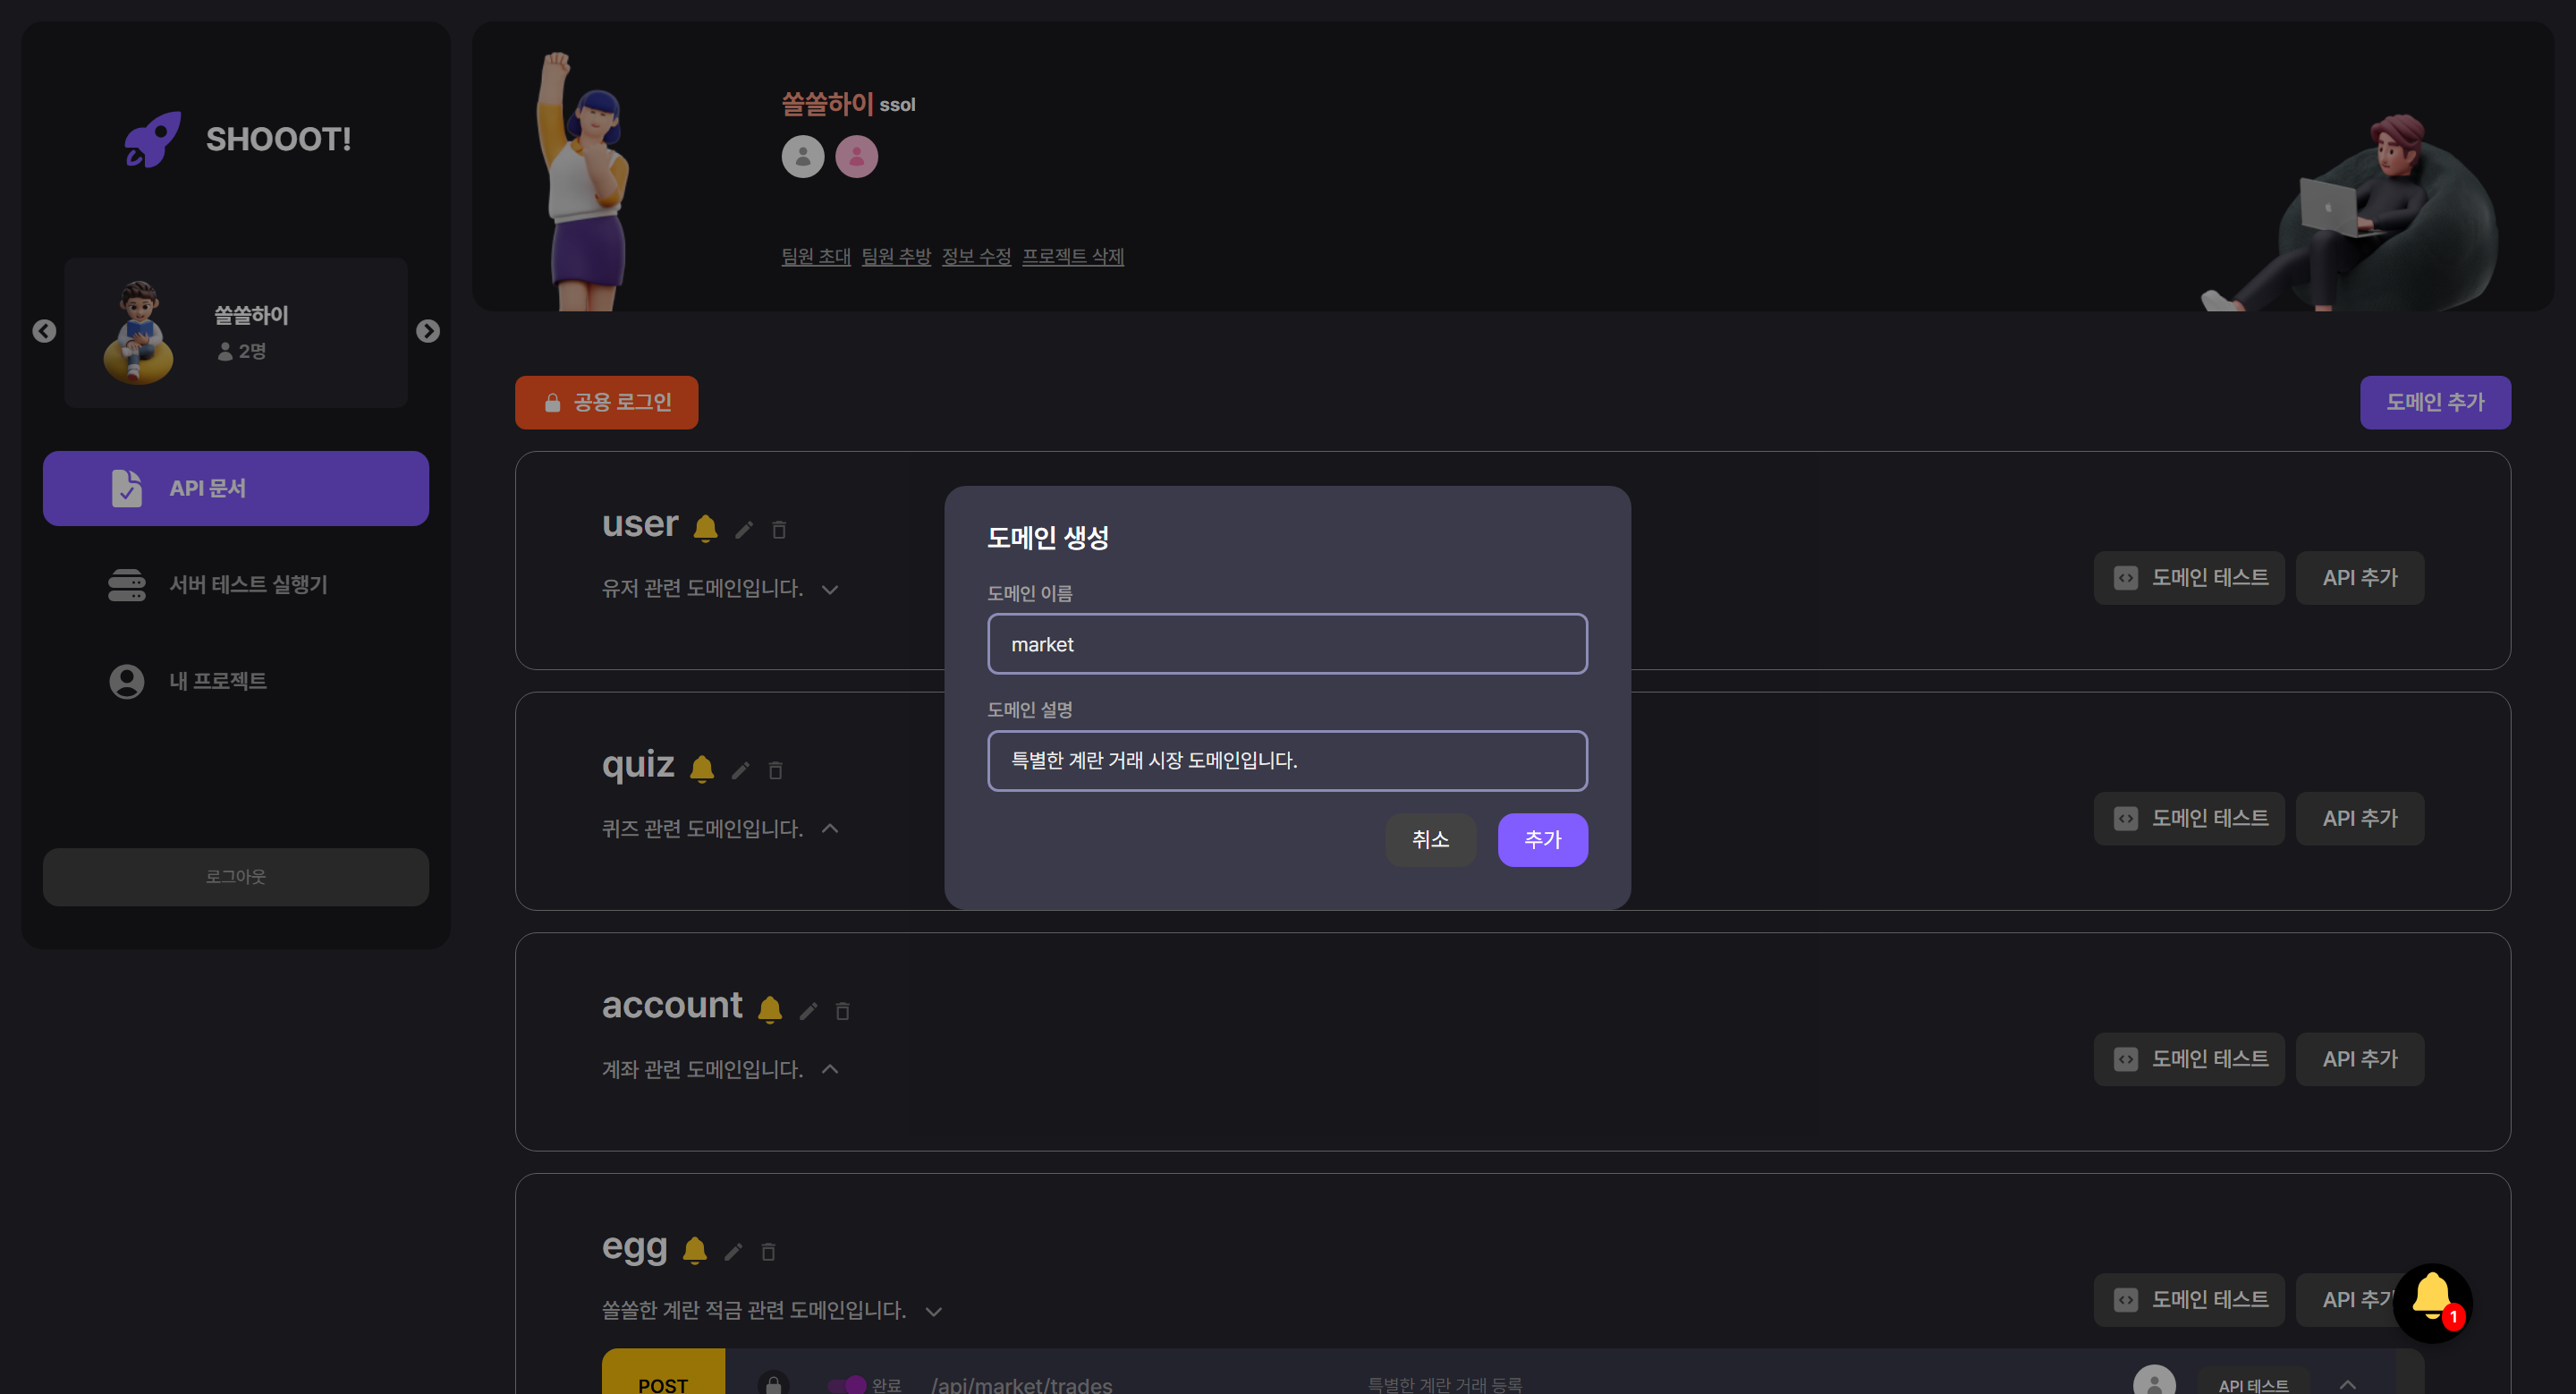 SHOOOT!
쏠쏠하이
2명
API 문서
서버 테스트 실행기
내 프로젝트
로그아웃
쏠쏠하이 ssol
팀원 초대 팀원 추방 정보 수정 프로젝트 삭제
공용 로그인
도메인 추가
user
유저 관련 도메인입니다.
도메인 테스트 API 추가
도메인 생성
도메인 이름
market
도메인 설명
특별한 계란 거래 시장 도메인입니다.
취소 추가
quiz
퀴즈 관련 도메인입니다.
도메인 테스트 API 추가
account
계좌 관련 도메인입니다.
도메인 테스트 API 추가
egg
쏠쏠한 계란 적금 관련 도메인입니다.
도메인 테스트 API 추가
1
POST 완료 /api/market/trades 특별한 계란 거래 등록 API 테스트